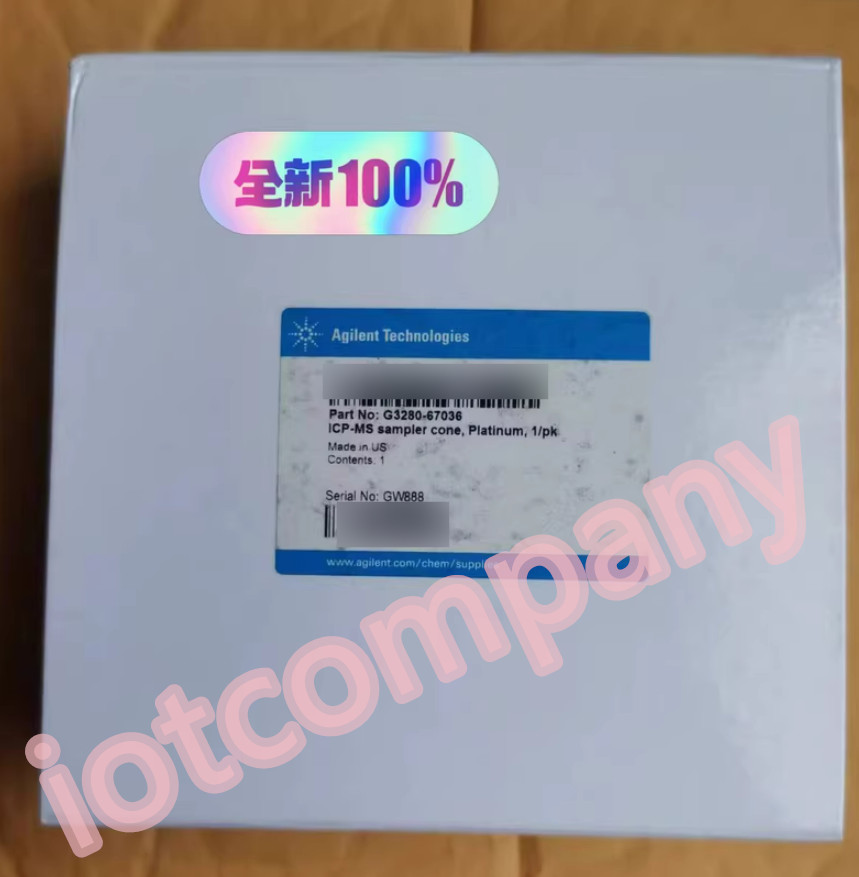 全新100%
Agilent Technologies
Part No: G3280-67036
ICP-MS sampler cone, Platinum, 1/pk
Made in US
Contents: 1
Serial No: GW888
www.agilent.com/chem/suppl
iotcompany